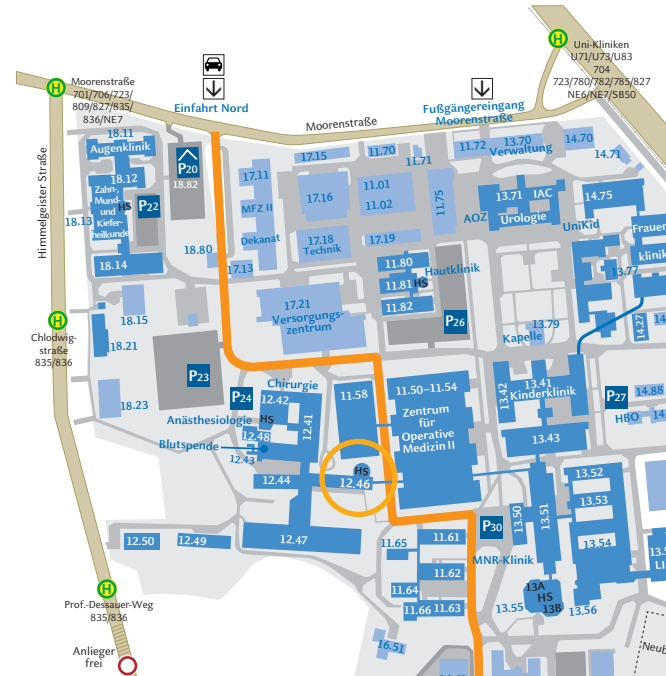 H
Uni-Kliniken
U71/U73/U83
704
723/780/782/785/827
NE6/NE7/SB50
H
Moorenstraße
701/706/723/
809/827/835/
836/NE7
Einfahrt Nord
Fußgängereingang
Moorenstraße
Moorenstraße
Himmelgeister Straße
18.11
Augenklinik
18.12
Zahn-,
Mund-
und
Kiefer-
heilkunde
HS
18.13
18.14
P22
P20
18.82
18.80
17.11
MFZ II
Dekanat
17.13
17.15
17.16
17.18
Technik
11.70
11.71
11.01
11.02
17.19
11.75
11.72
13.70
Verwaltung
14.70
14.71
AOZ
13.71
IAC
Urologie
14.75
UniKid
Frauen
klinik
13.77
11.80
11.81
HS
11.82
Hautklinik
P26
17.21
Versorgungs-
zentrum
13.79
Kapelle
14.27
H
Chlodwig-
straße
835/836
18.15
18.21
18.23
P23
P24
Chirurgie
12.42
12.41
Anästhesiologie
HS
12.48
Blutspende
12.43
12.44
11.58
11.50–11.54
Zentrum
für
Operative
Medizin II
HS
12.46
13.42
13.41
Kinderklinik
13.43
P27
14.88
HBO
12.50
12.49
12.47
11.65
11.61
11.62
11.64
11.66
11.63
P30
MNR-Klinik
13.50
13.51
13.52
13.53
13.54
13A
HS
13B
13.55
13.56
16.51
H
Prof.-Dessauer-Weg
835/836
Anlieger
frei